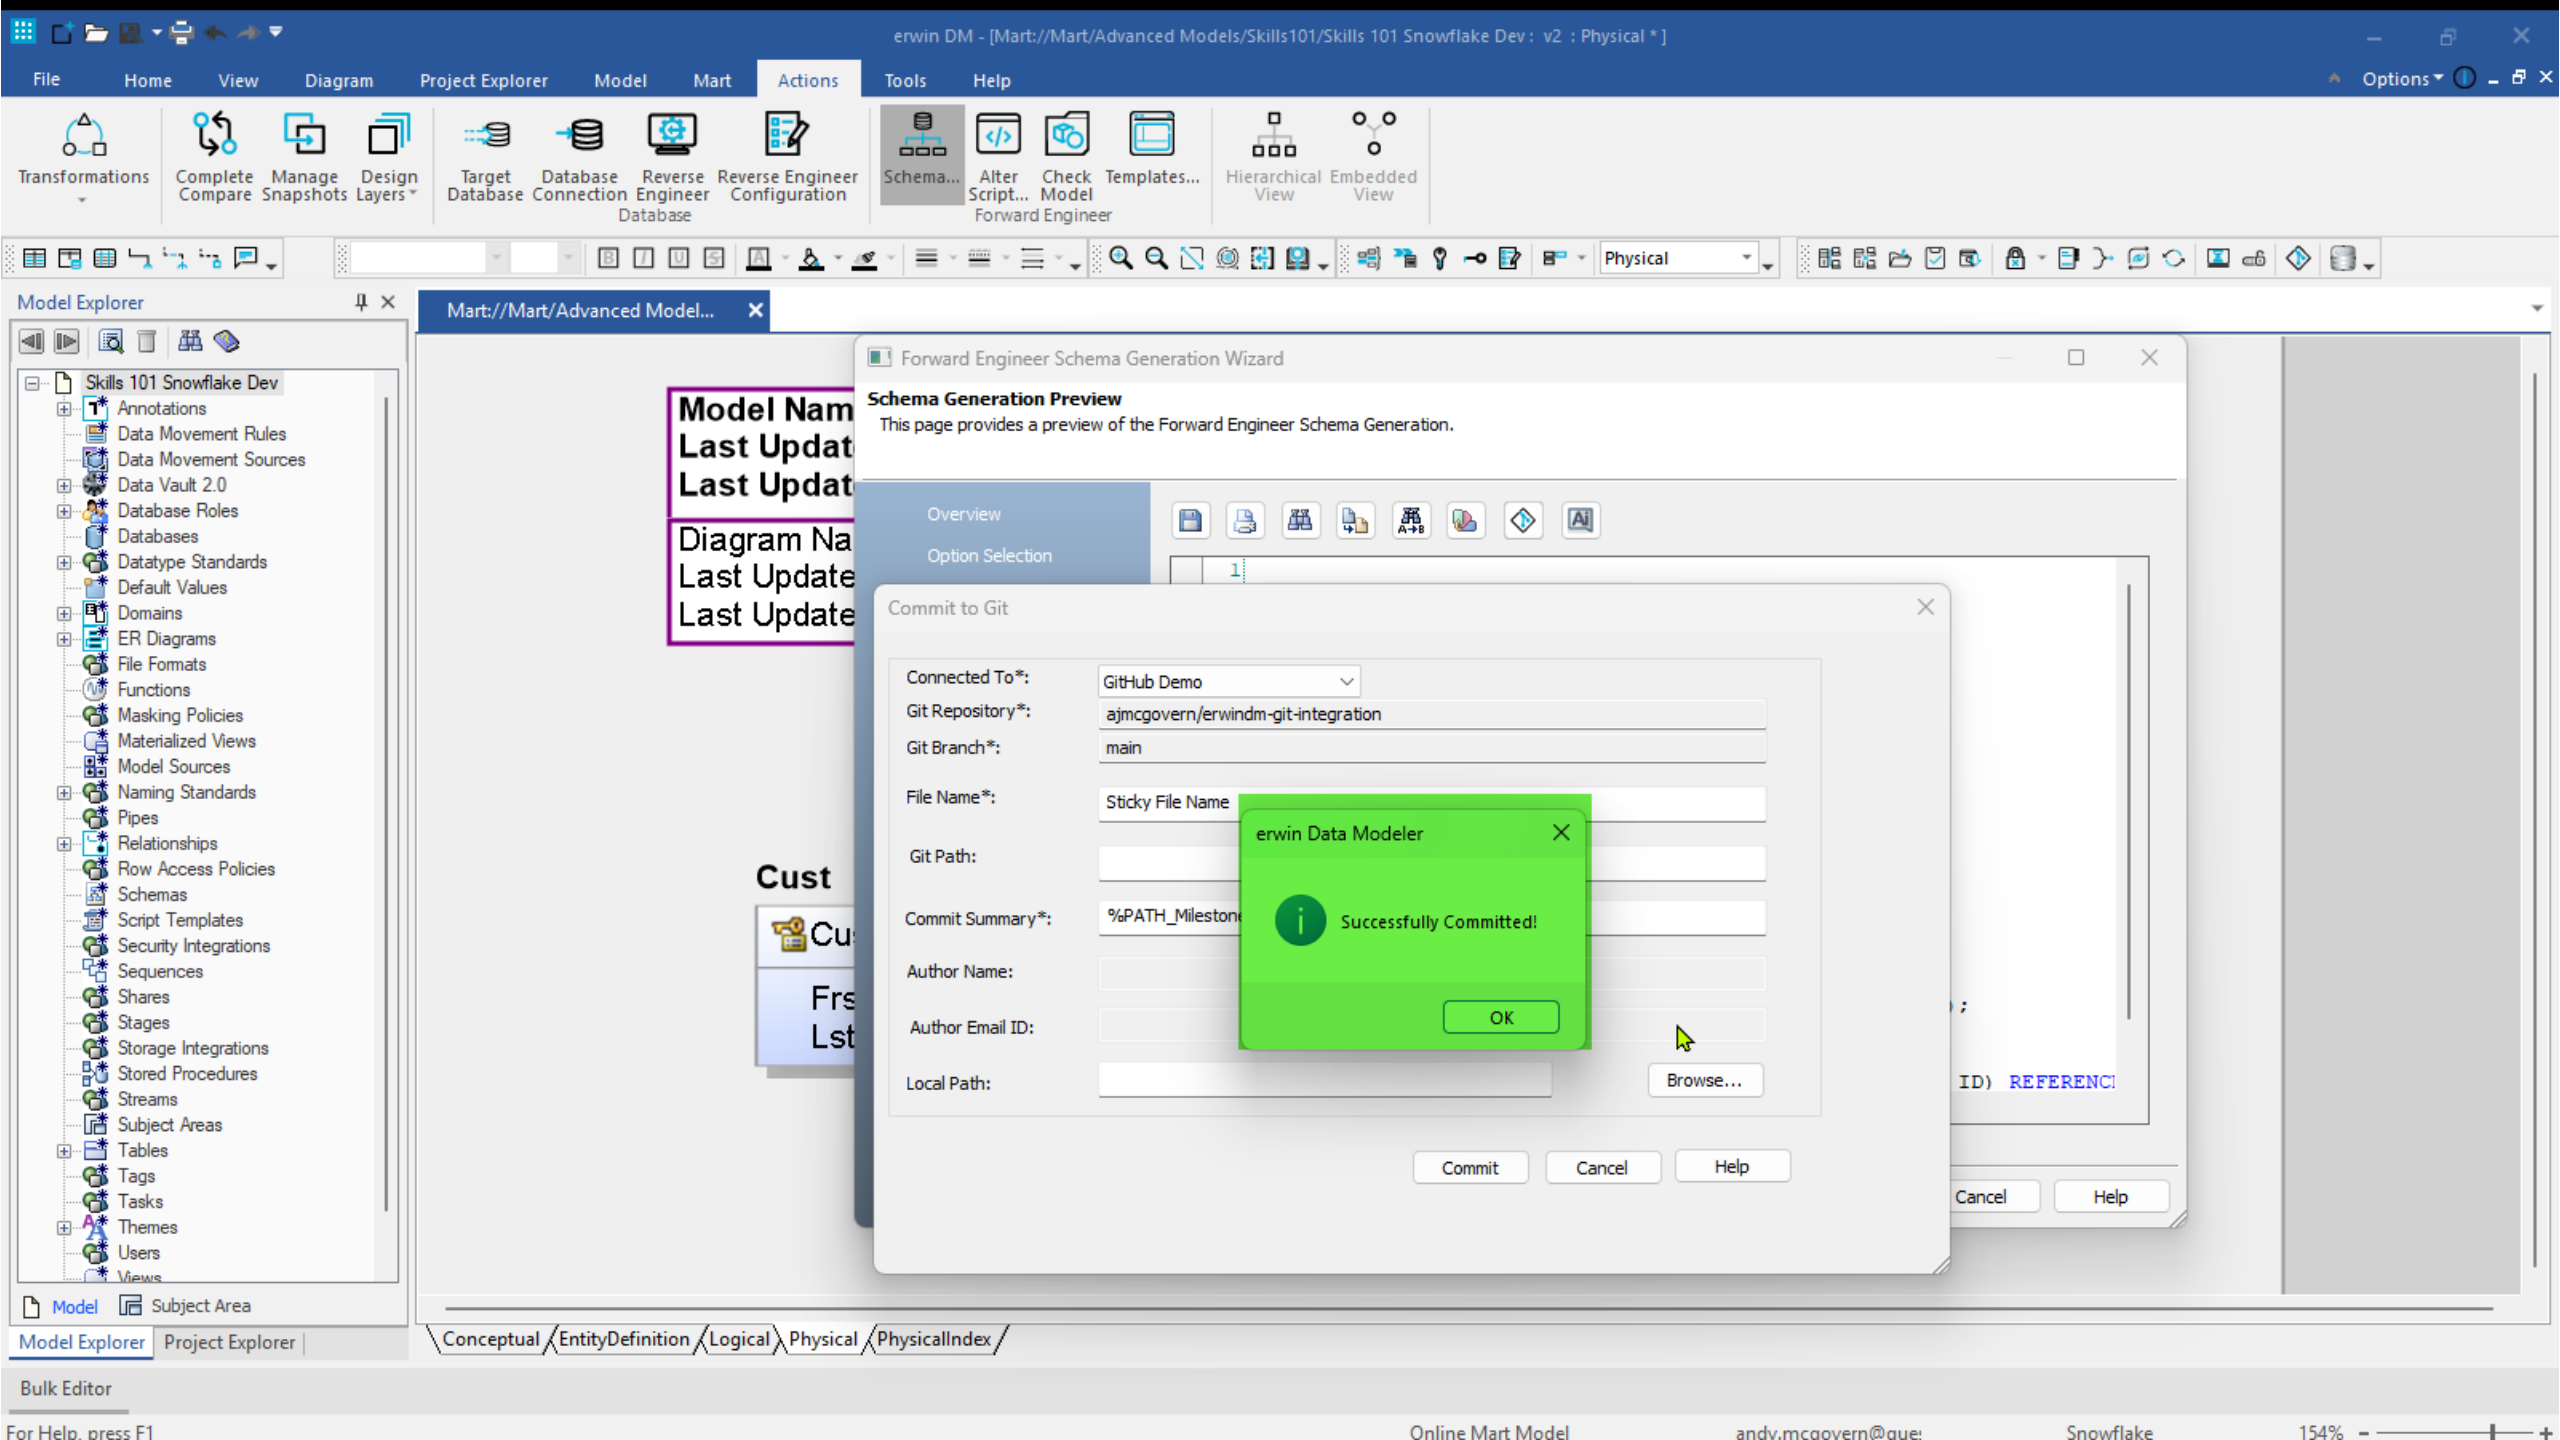 erwin DM - [Mart://Mart/Advanced Models/Skills101/Skills 101 Snowflake Dev : v2 : Physical * ]
File Home View Diagram Project Explorer Model Mart Actions Tools Help Options
Transformations
Complete Compare
Manage Snapshots
Design Layers
Target Database
Database Connection
Reverse Engineer
Reverse Engineer Configuration
Database
Schema...
Alter Script...
Check Model
Templates...
Forward Engineer
Hierarchical View
Embedded View
Physical
Model Explorer
Mart://Mart/Advanced Model...
Skills 101 Snowflake Dev
Annotations
Data Movement Rules
Data Movement Sources
Data Vault 2.0
Database Roles
Databases
Datatype Standards
Default Values
Domains
ER Diagrams
File Formats
Functions
Masking Policies
Materialized Views
Model Sources
Naming Standards
Pipes
Relationships
Row Access Policies
Schemas
Script Templates
Security Integrations
Sequences
Shares
Stages
Storage Integrations
Stored Procedures
Streams
Subject Areas
Tables
Tags
Tasks
Themes
Users
Views
Model Subject Area
Model Explorer Project Explorer
Model Nam
Last Updat
Last Updat
Diagram Na
Last Update
Last Update
Cust
Cu
Frs
Lst
Forward Engineer Schema Generation Wizard
Schema Generation Preview
This page provides a preview of the Forward Engineer Schema Generation.
Overview
Option Selection
1
);
ID) REFERENC
Cancel Help
Commit to Git
Connected To*: GitHub Demo
Git Repository*: ajmcgovern/erwindm-git-integration
Git Branch*: main
File Name*: Sticky File Name
Git Path:
Commit Summary*: %PATH_Milestone
Author Name:
Author Email ID:
Local Path:
Browse...
Commit Cancel Help
erwin Data Modeler
Successfully Committed!
OK
Conceptual EntityDefinition Logical Physical PhysicalIndex
Bulk Editor
For Help, press F1
Online Mart Model andy.mcgovern@que Snowflake 154%